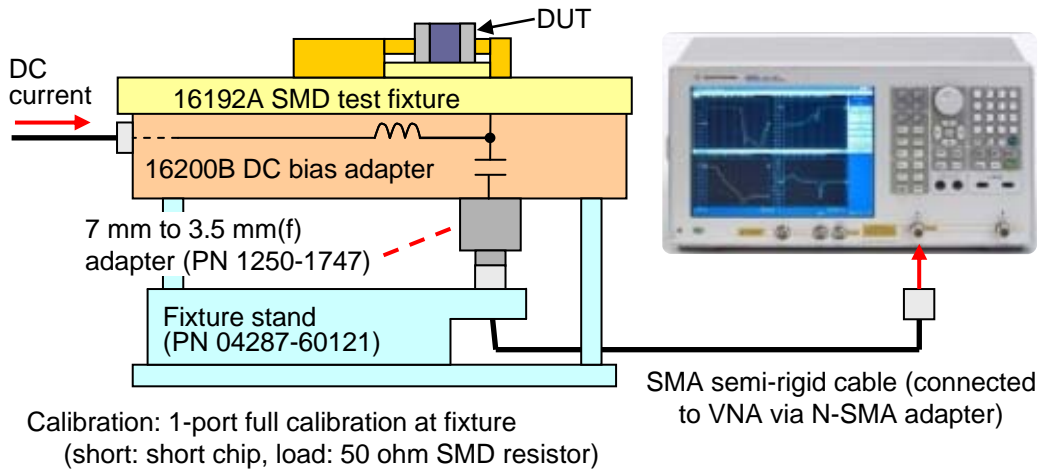 DUT
DC
current
16192A SMD test fixture
16200B DC bias adapter
7 mm to 3.5 mm(f)
adapter (PN 1250-1747)
Fixture stand
(PN 04287-60121)
SMA semi-rigid cable (connected
to VNA via N-SMA adapter)
Calibration: 1-port full calibration at fixture
(short: short chip, load: 50 ohm SMD resistor)